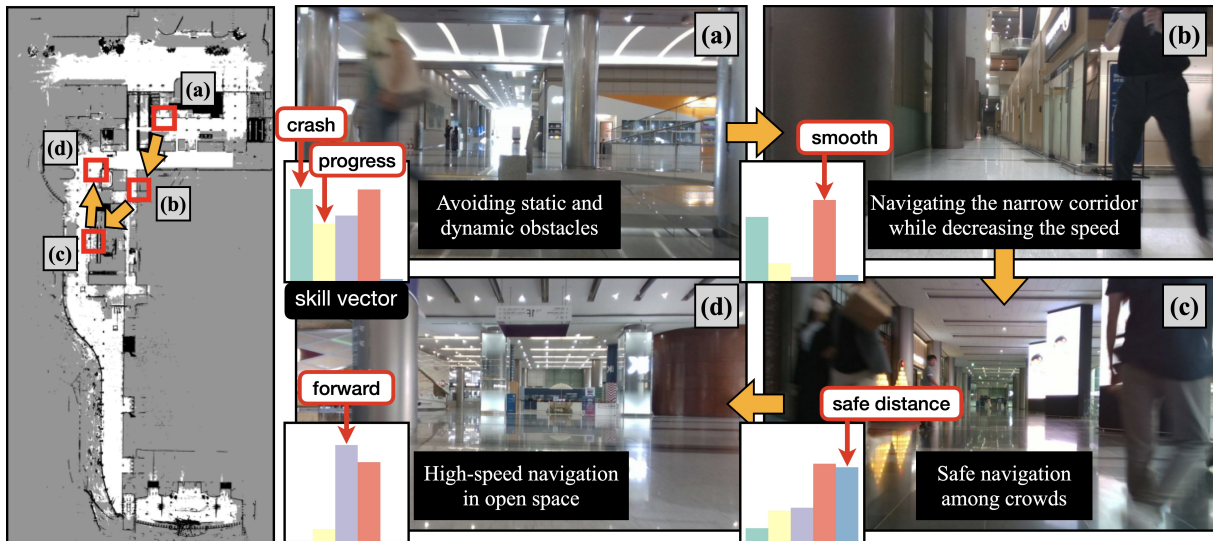 (a)
(d)
(b)
(c)
(a)
crash
progress
Avoiding static and
dynamic obstacles
skill vector
(b)
smooth
Navigating the narrow corridor
while decreasing the speed
(d)
forward
High-speed navigation
in open space
(c)
safe distance
Safe navigation
among crowds